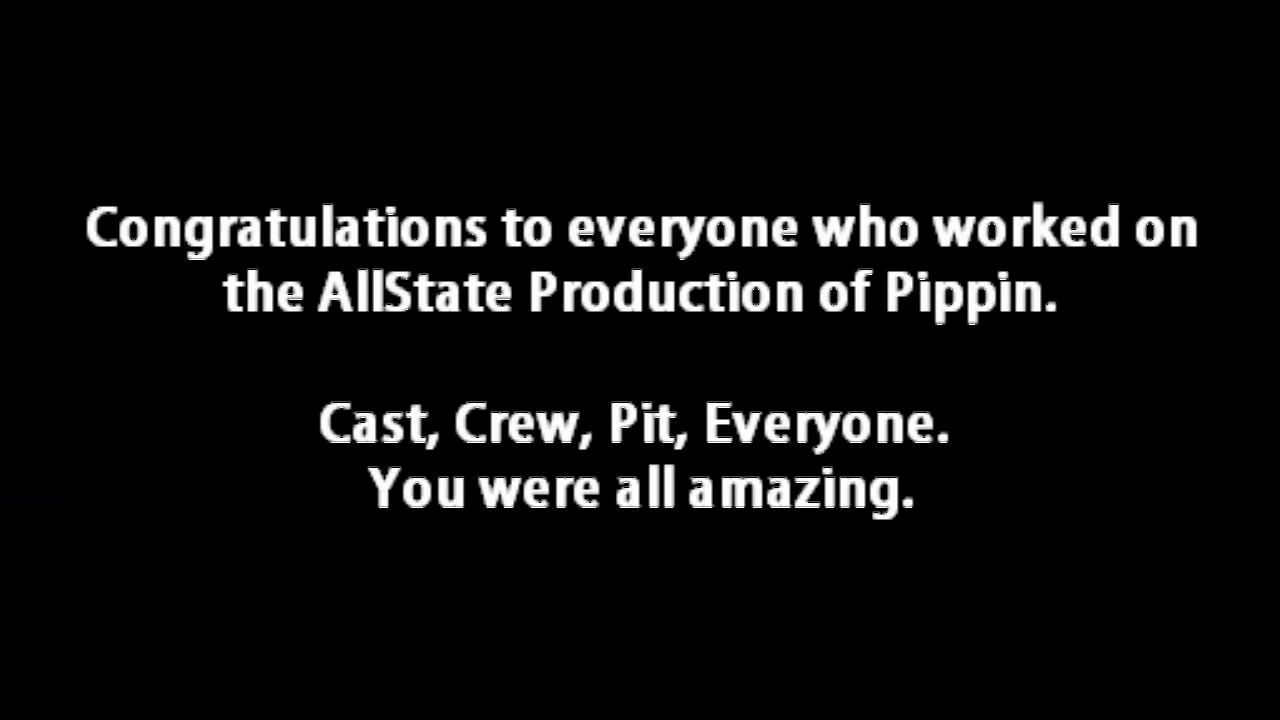 Congratulations to everyone who worked on
the AllState Production of Pippin.
Cast, Crew, Pit, Everyone.
You were all amazing.